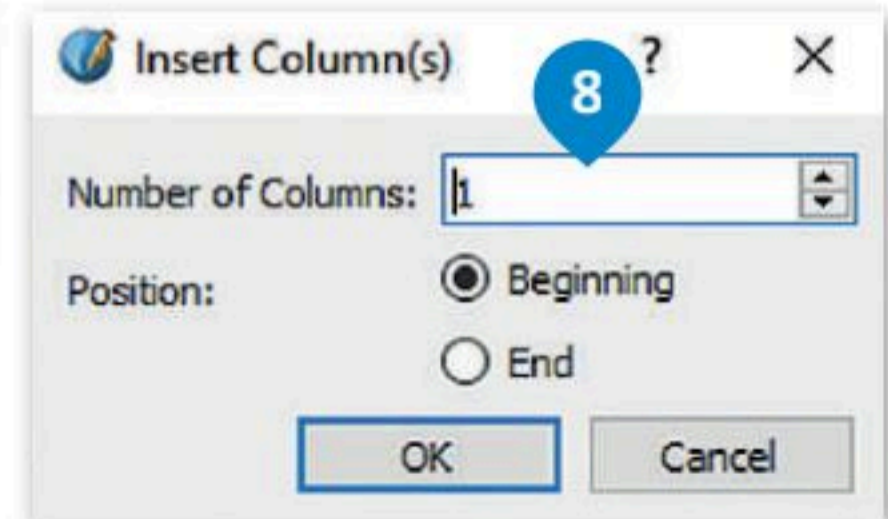 Insert Column(s) ? X
8
Number of Columns: 1
Position: Beginning
End
OK Cancel